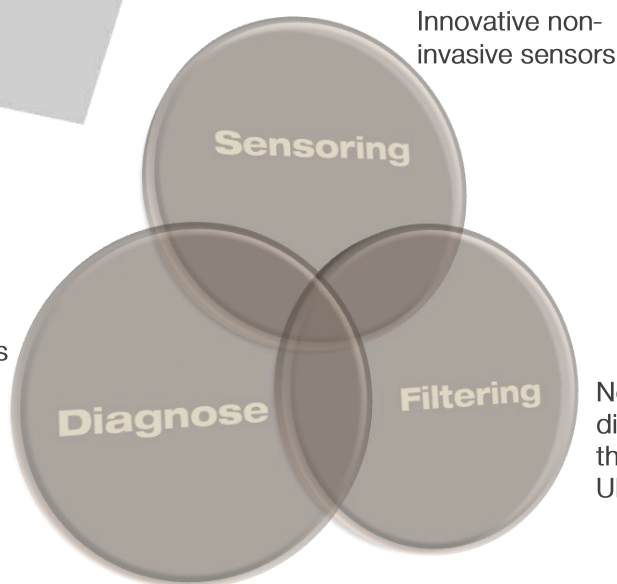 Innovative non-
invasive sensors
Sensoring
Diagnose
Filtering